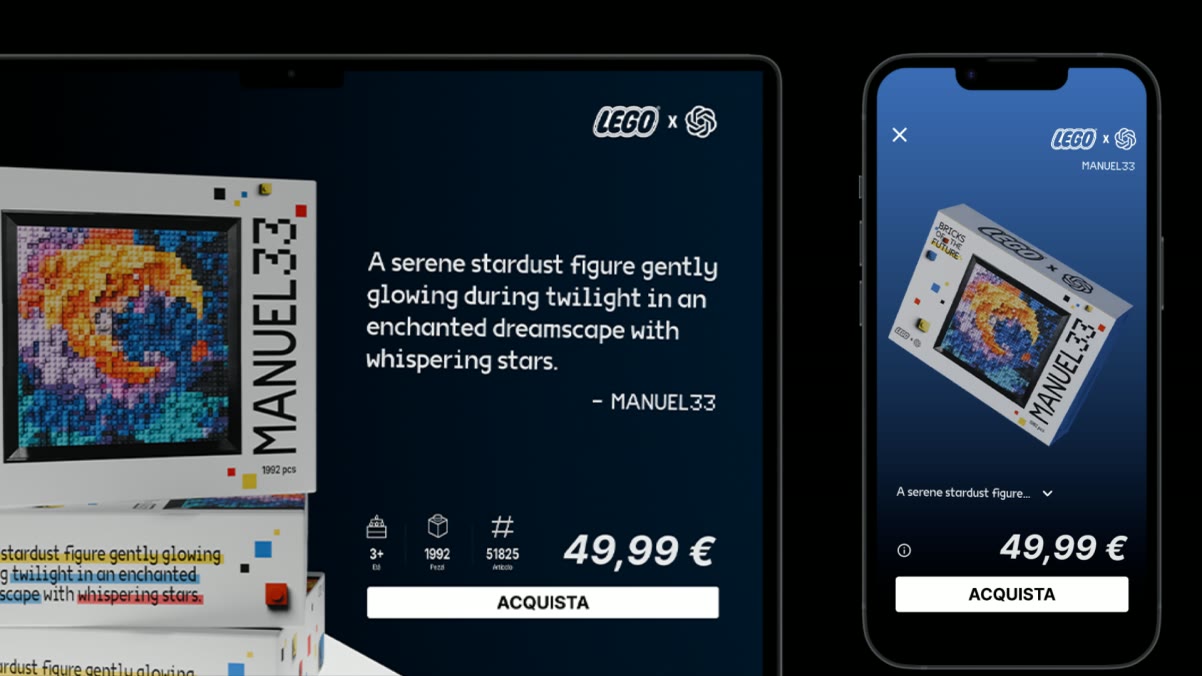 LEGO x
MANUEL33
1992 pcs
stardust figure gently glowing
g twilight in an enchanted
scape with whispering stars.
ardust figure gently glowing
A serene stardust figure gently
glowing during twilight in an
enchanted dreamscape with
whispering stars.
– MANUEL33
3+
Età
1992
Pezzi
#
51825
Articolo
49,99 €
ACQUISTA
LEGO x
MANUEL33
BRICKS
OF THE
FUTURE
LEGO x
LEGO x
MANUEL33
A serene stardust figure...
49,99 €
ACQUISTA